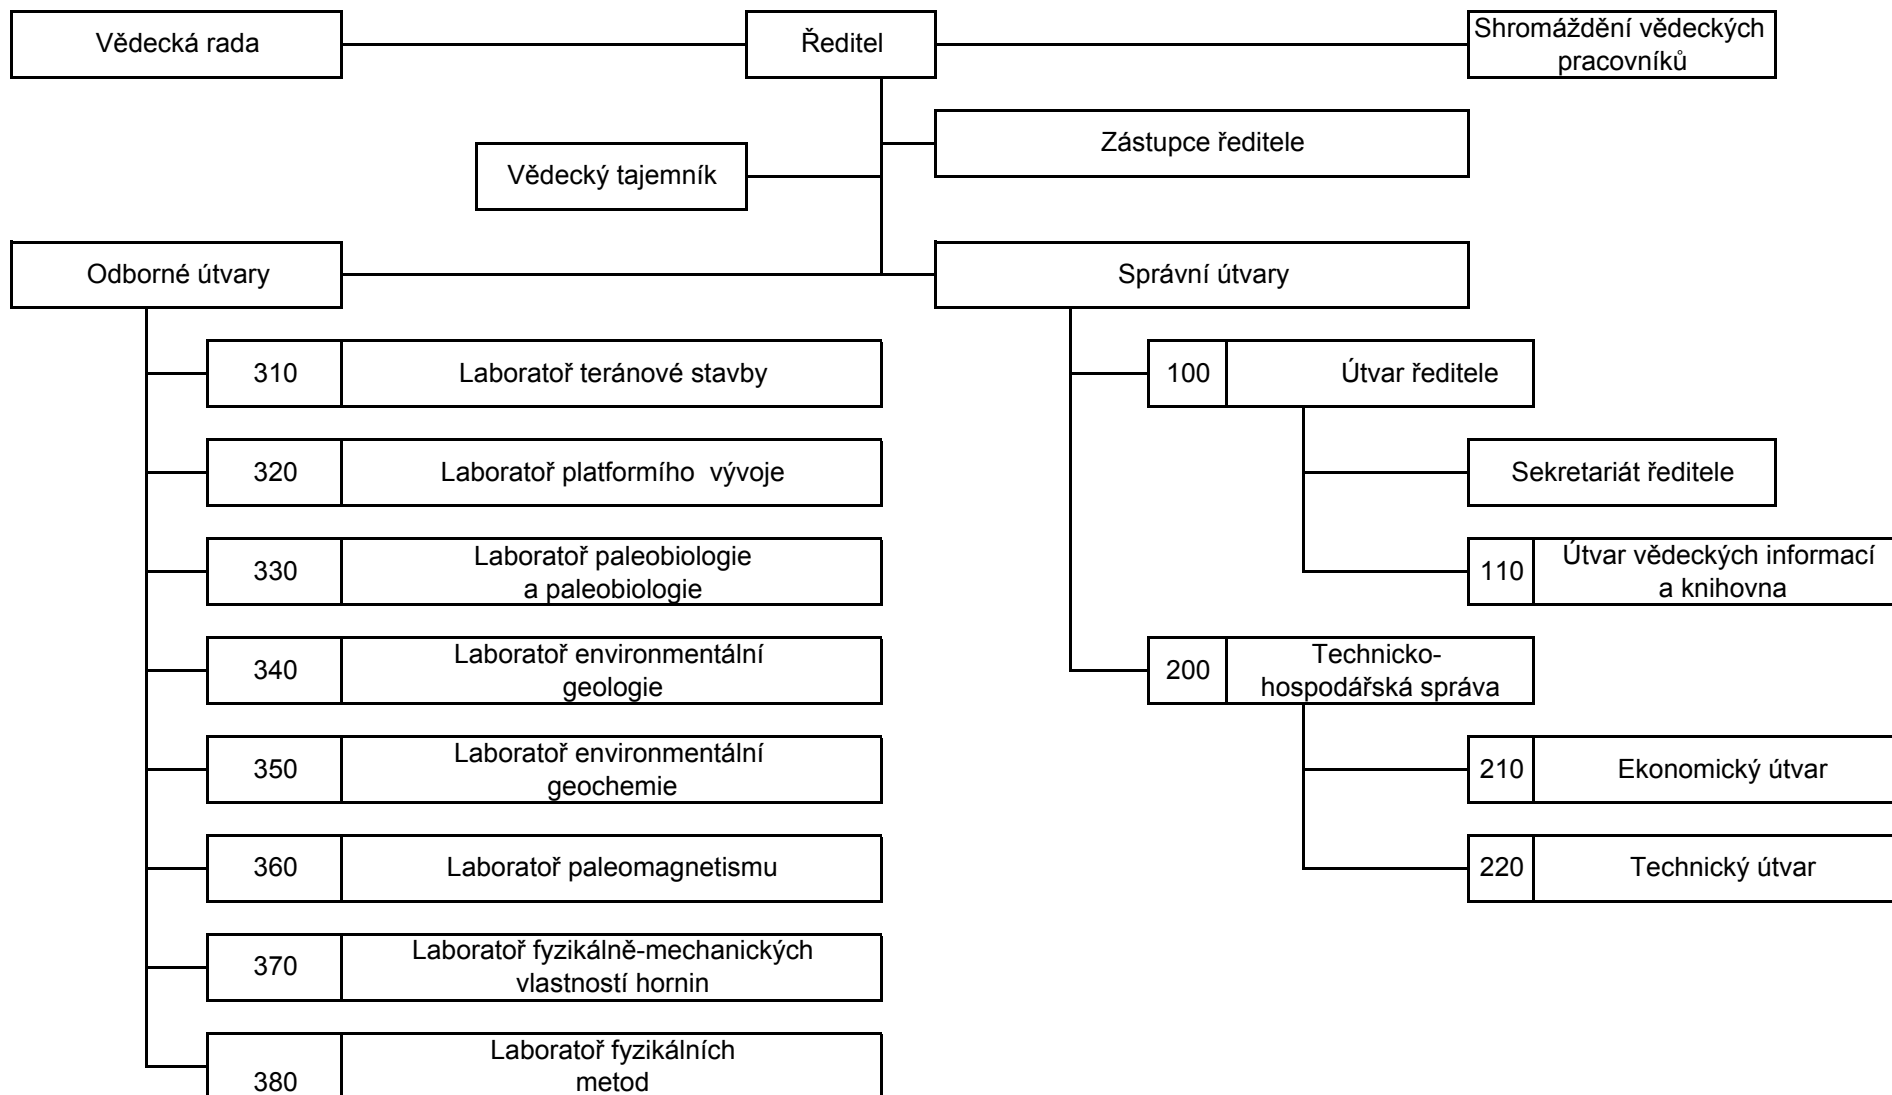 Vědecká rada
Ředitel
Shromáždění vědeckých
pracovníků
Zástupce ředitele
Vědecký tajemník
Odborné útvary
Správní útvary
310 Laboratoř teránové stavby
100 Útvar ředitele
320 Laboratoř platformího vývoje
Sekretariát ředitele
330 Laboratoř paleobiologie
a paleobiologie
110 Útvar vědeckých informací
a knihovna
340 Laboratoř environmentální
geologie
200 Technicko-
hospodářská správa
350 Laboratoř environmentální
geochemie
210 Ekonomický útvar
360 Laboratoř paleomagnetismu
220 Technický útvar
370 Laboratoř fyzikálně-mechanických
vlastností hornin
380 Laboratoř fyzikálních
metod